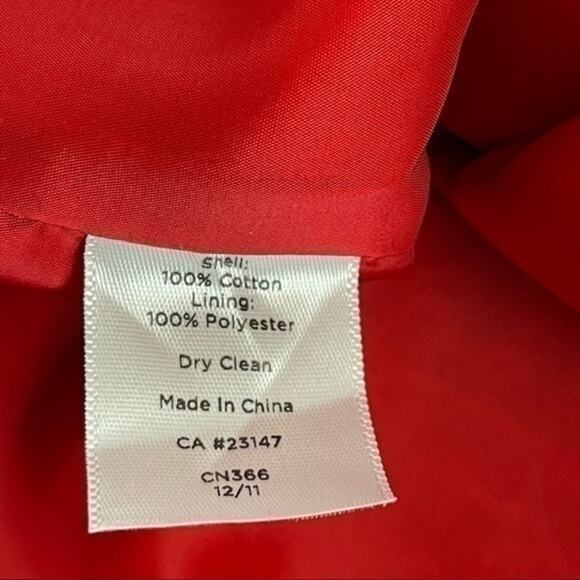 Shell:
100% Cotton
Lining:
100% Polyester
Dry Clean
Made In China
CA #23147
CN366
12/11